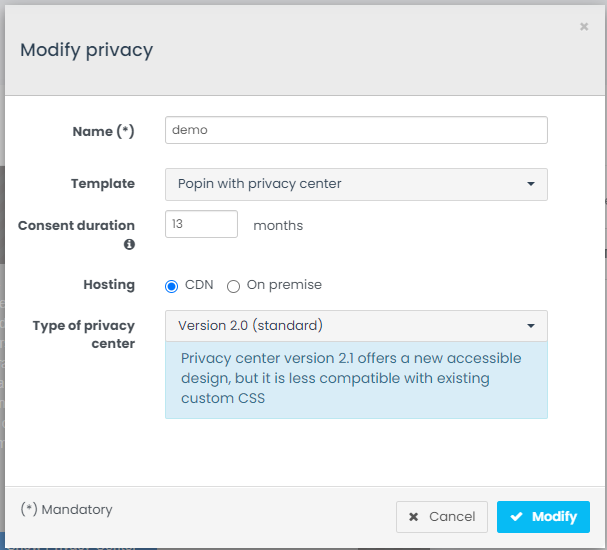 ×
Modify privacy
Name (*)
demo
Template
Popin with privacy center
Consent duration
13
months
Hosting
CDN
On premise
Type of privacy
center
Version 2.0 (standard)
Privacy center version 2.1 offers a new accessible
design, but it is less compatible with existing
custom CSS
(*) Mandatory
Cancel
Modify